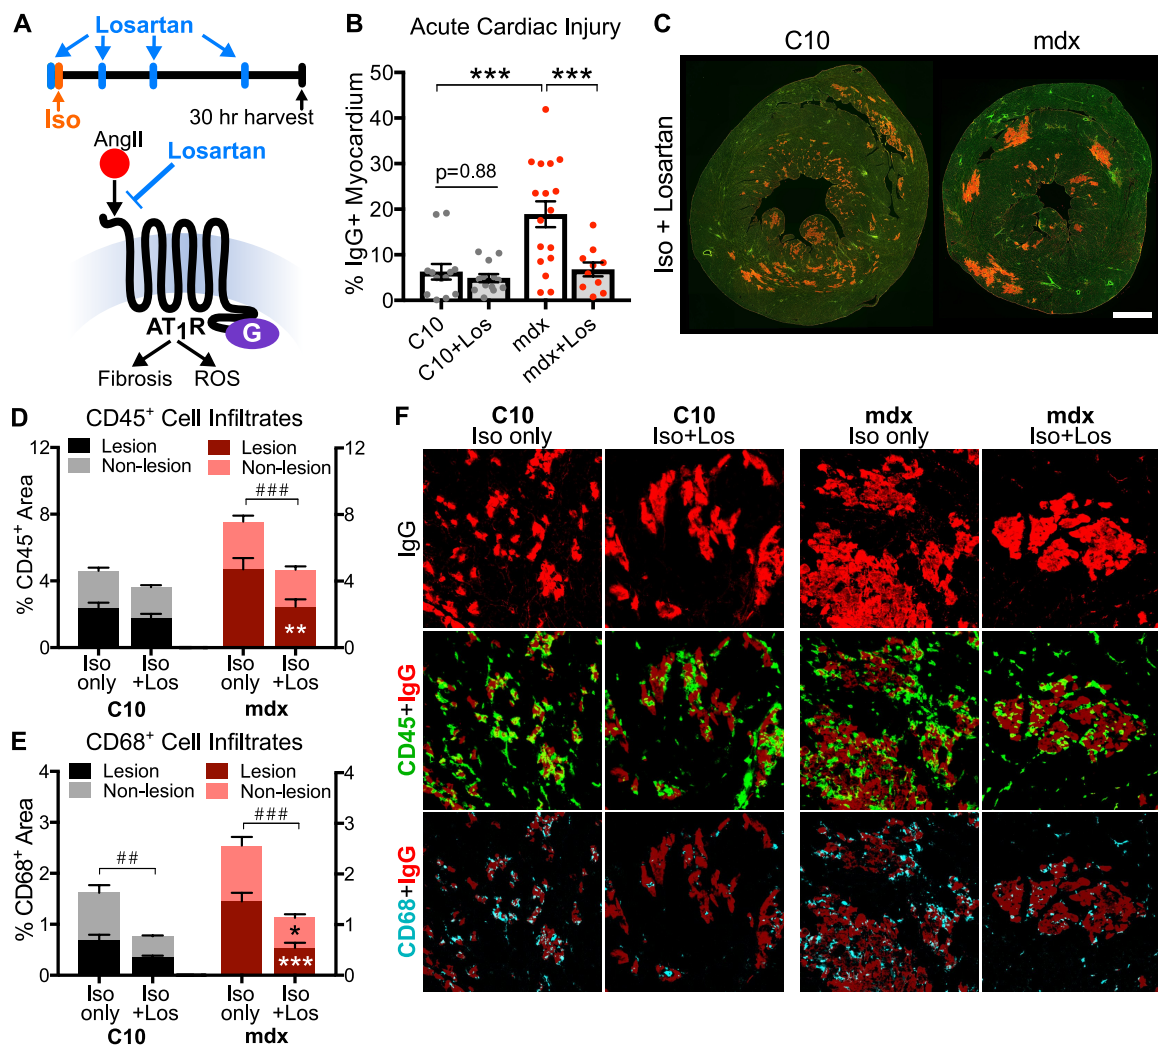 A
Losartan
Iso
30 hr harvest
AngII
Losartan
AT1R
G
Fibrosis
ROS
B
Acute Cardiac Injury
% IgG+ Myocardium
50
40
30
20
10
0
***
***
p=0.88
C10
C10+Los
mdx
mdx+Los
C
C10
mdx
Iso + Losartan
D
CD45+ Cell Infiltrates
% CD45+ Area
12
8
4
0
Lesion
Non-lesion
Lesion
Non-lesion
12
8
4
0
###
**
Iso only
Iso +Los
Iso only
Iso +Los
C10
mdx
E
CD68+ Cell Infiltrates
% CD68+ Area
4
3
2
1
0
Lesion
Non-lesion
Lesion
Non-lesion
4
3
2
1
0
##
###
*
***
Iso only
Iso +Los
Iso only
Iso +Los
C10
mdx
F
C10
Iso only
C10
Iso+Los
mdx
Iso only
mdx
Iso+Los
IgG
CD45+IgG
CD68+IgG